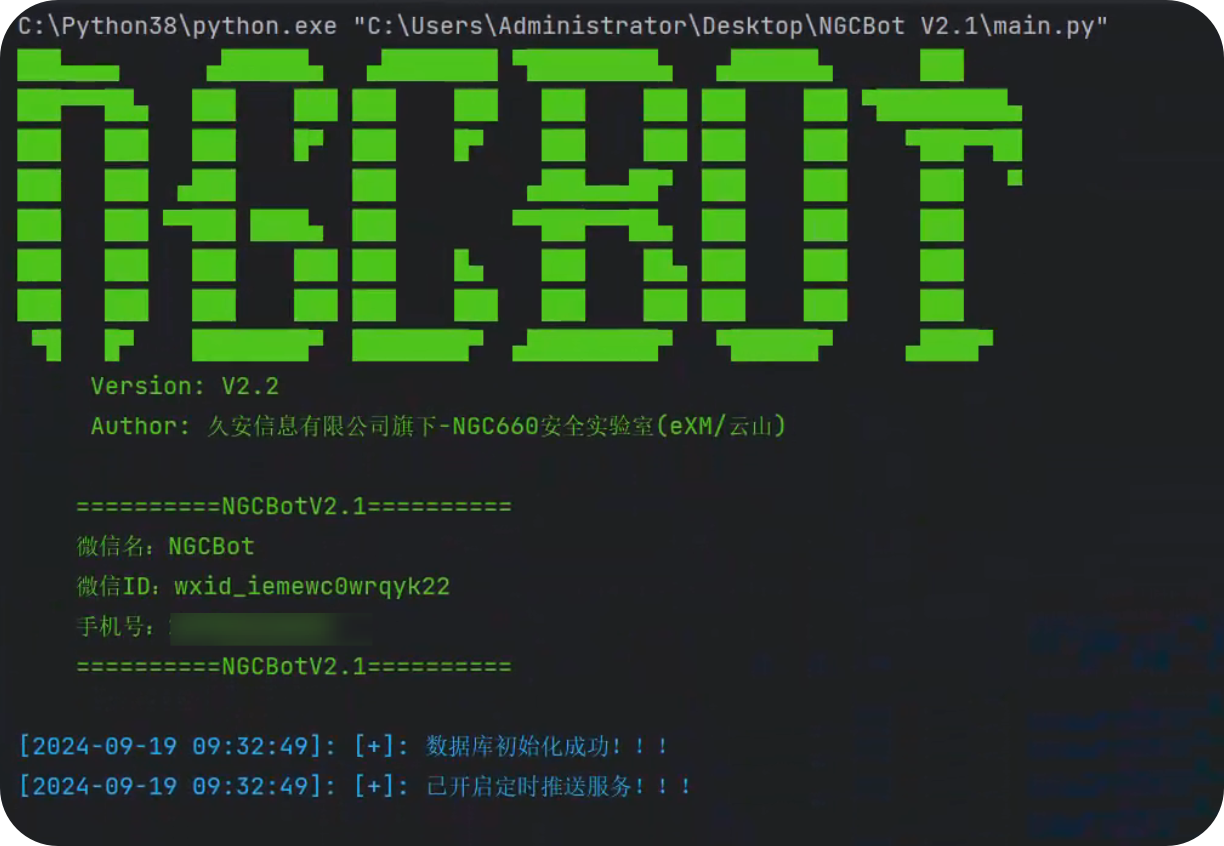 C:\Python38\python.exe "C:\Users\Administrator\Desktop\NGCBot V2.1\main.py"
NGCBOT
Version: V2.2
Author: 久安信息有限公司旗下-NGC660安全实验室(eXM/云山)
==========NGCBotV2.1==========
微信名：NGCBot
微信ID：wxid_iemewc0wrqyk22
手机号：
==========NGCBotV2.1==========
[2024-09-19 09:32:49]: [+]: 数据库初始化成功！！！
[2024-09-19 09:32:49]: [+]: 已开启定时推送服务！！！